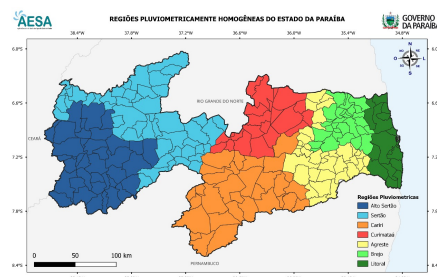 AESA
REGIÕES PLUVIOMETRICAMENTE HOMOGÊNEAS DO ESTADO DA PARAÍBA
GOVERNO
DA PARAÍBA
38.4°W
37.8°W
37.2°W
36.6°W
36°W
35.4°W
34.8°W
6.0°S
6.6°S
7.2°S
7.8°S
8.4°S
N
RIO GRANDE DO NORTE
CEARÁ
PERNAMBUCO
Regiões Pluviometricas
Alto Sertão
Sertão
Cariri
Curimataú
Agreste
Brejo
Litoral
0 50 100 km